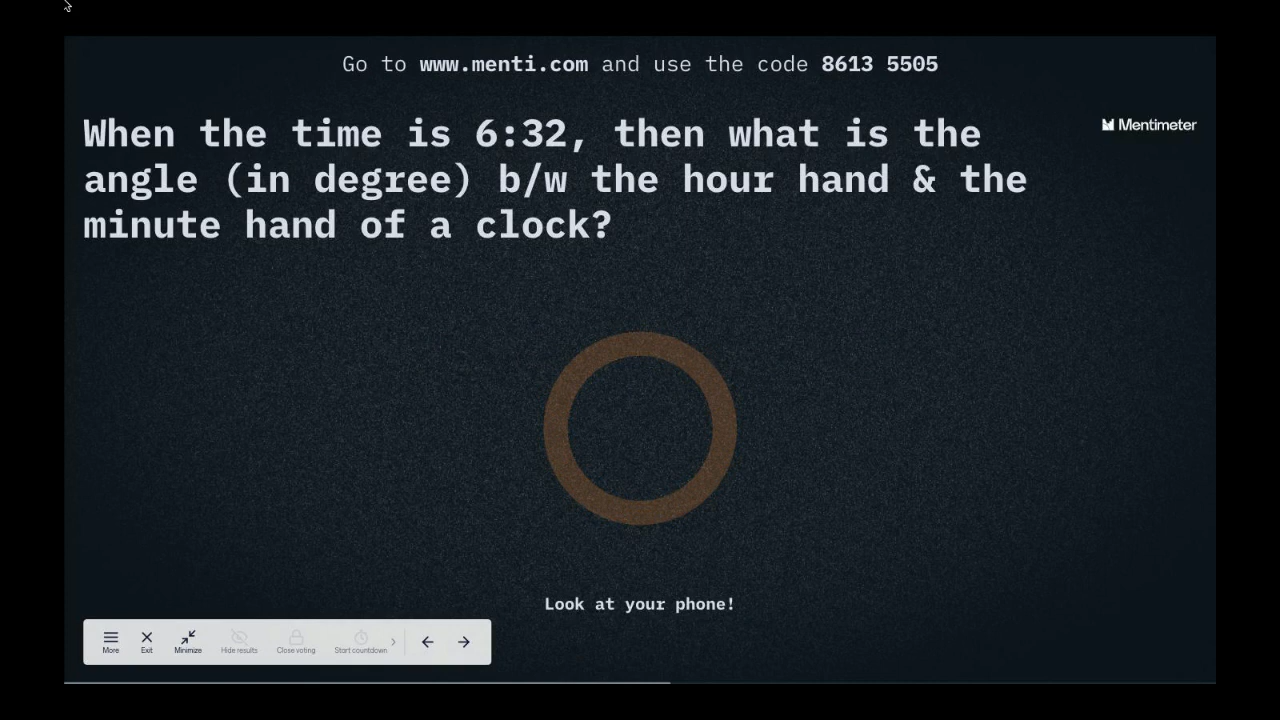 Go to www.menti.com and use the code 8613 5505
When the time is 6:32, then what is the
Mentimeter
angle (in degree) b/w the hour hand & the
minute hand of a clock?
Look at your phone!
More Exit Minimize Hide results Close voting Start countdown